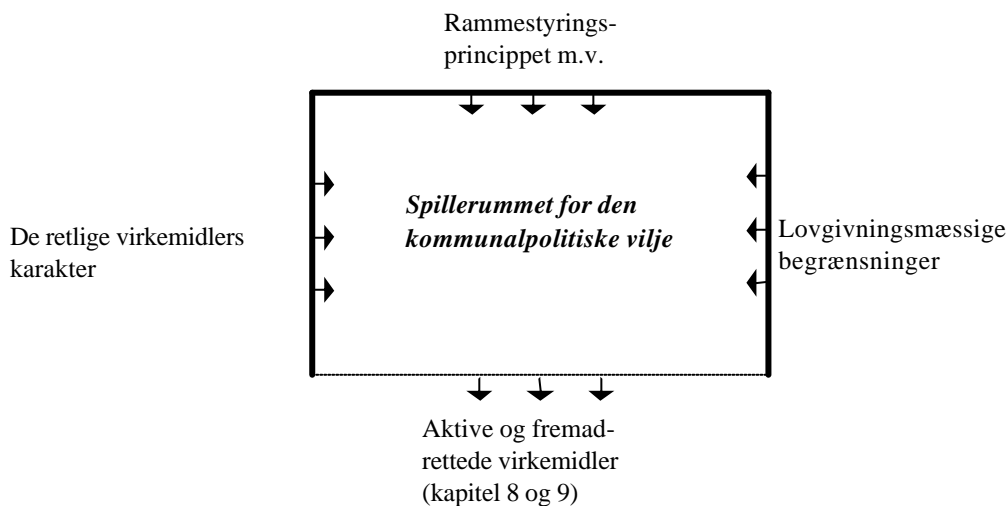 Rammestyrings-
princippet m.v.
Spillerummet for den
kommunalpolitiske vilje
De retlige virkemidlers
karakter
Lovgivningsmæssige
begrænsninger
Aktive og fremad-
rettede virkemidler
(kapitel 8 og 9)